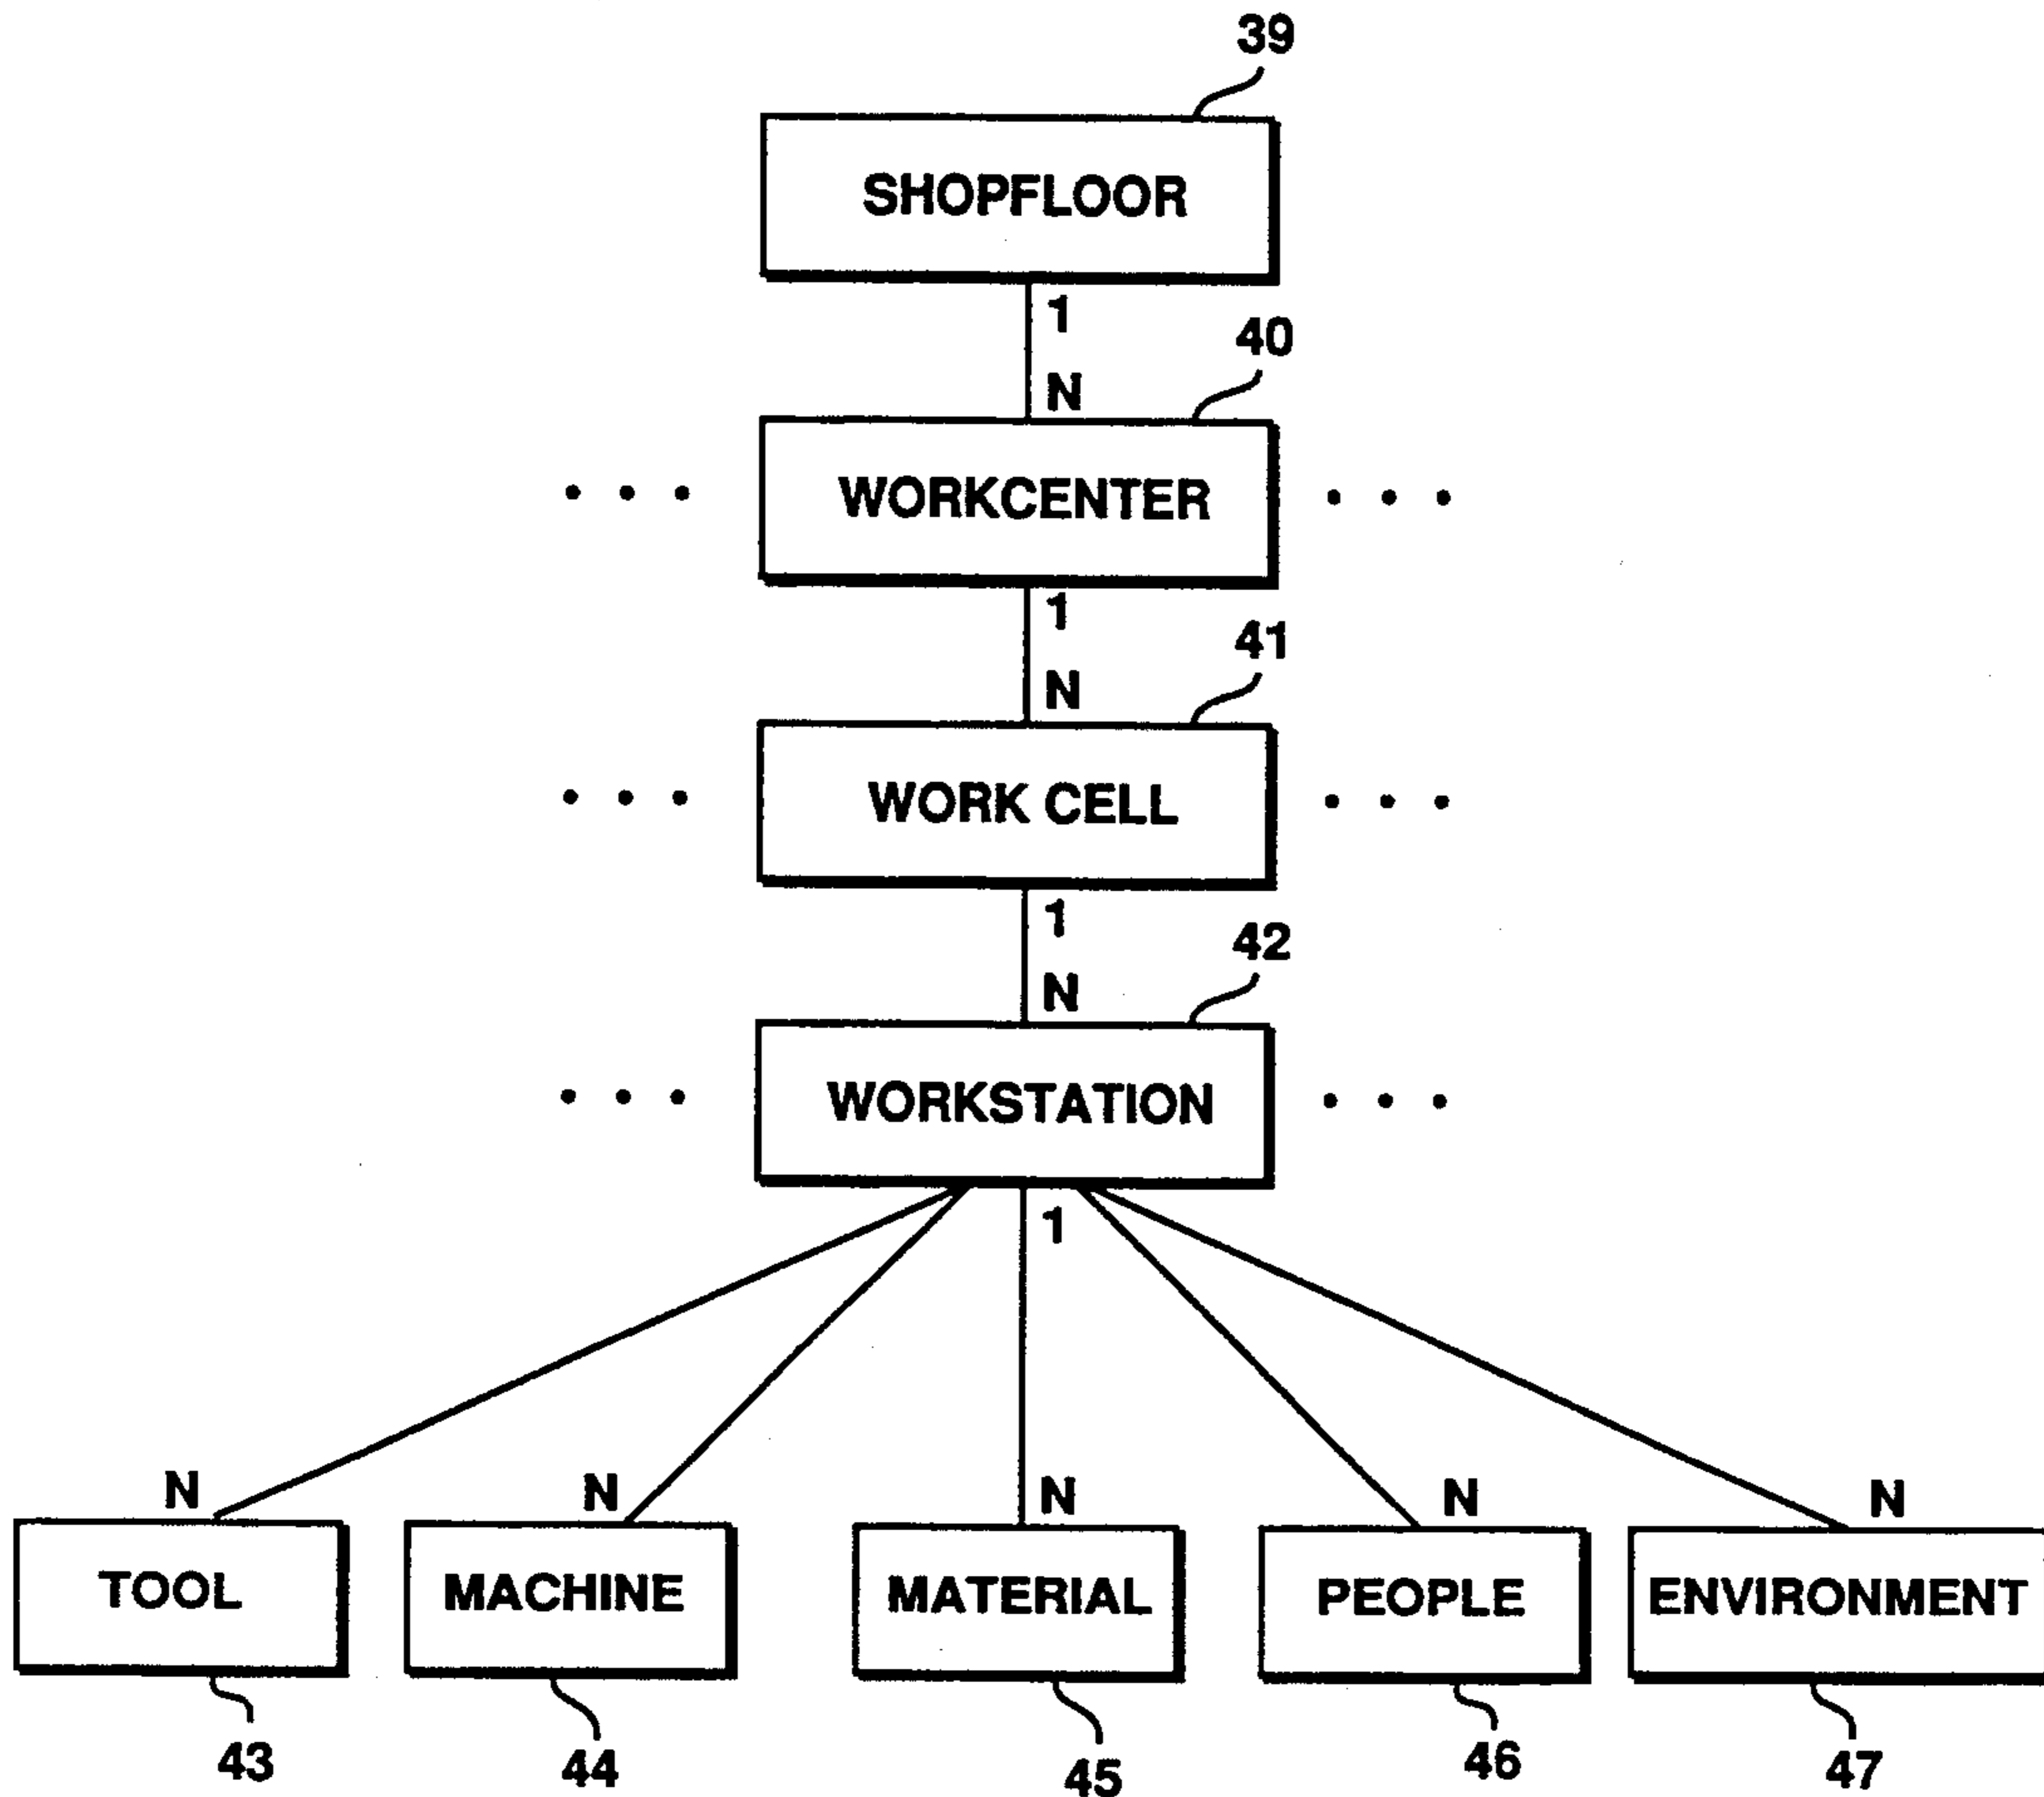 39
SHOPFLOOR
1
40
N
WORKCENTER
1
41
N
WORK CELL
1
42
N
WORKSTATION
1
N N N N N
TOOL MACHINE MATERIAL PEOPLE ENVIRONMENT
43 44 45 46 47